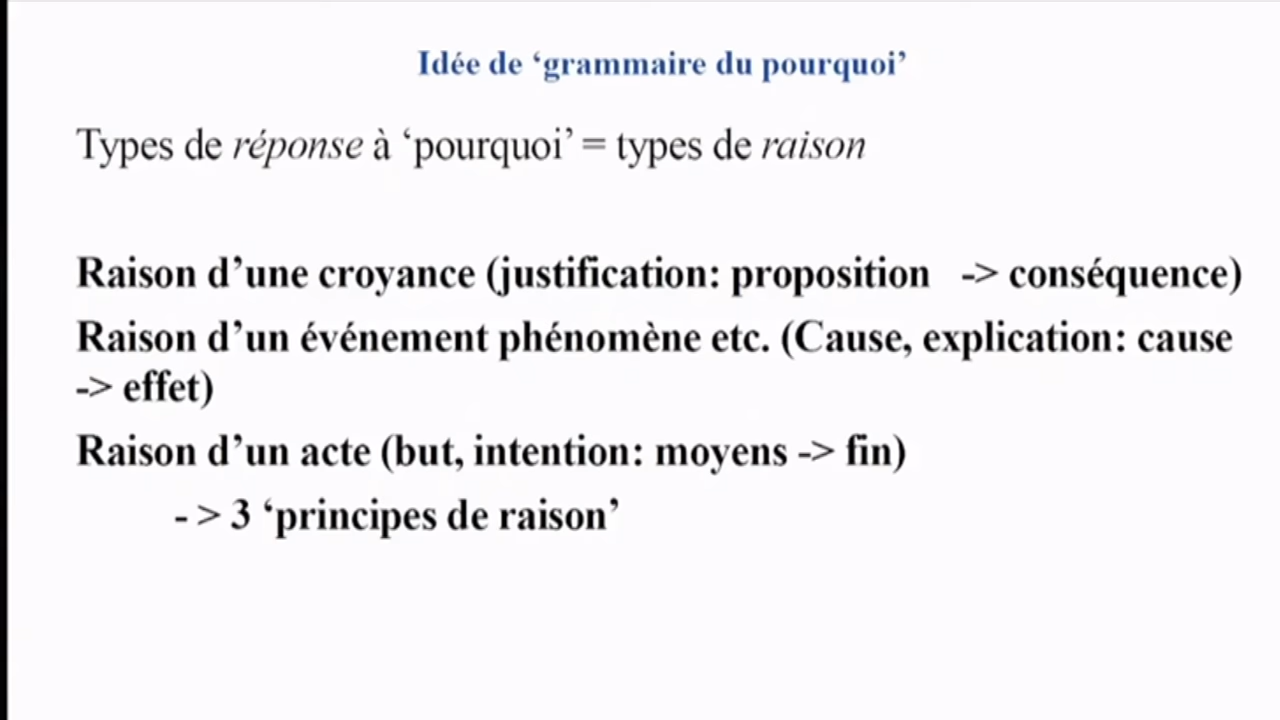 Idée de ‘grammaire du pourquoi’
Types de réponse à ‘pourquoi’ = types de raison
Raison d’une croyance (justification: proposition -> conséquence)
Raison d’un événement phénomène etc. (Cause, explication: cause
-> effet)
Raison d’un acte (but, intention: moyens -> fin)
- > 3 ‘principes de raison’